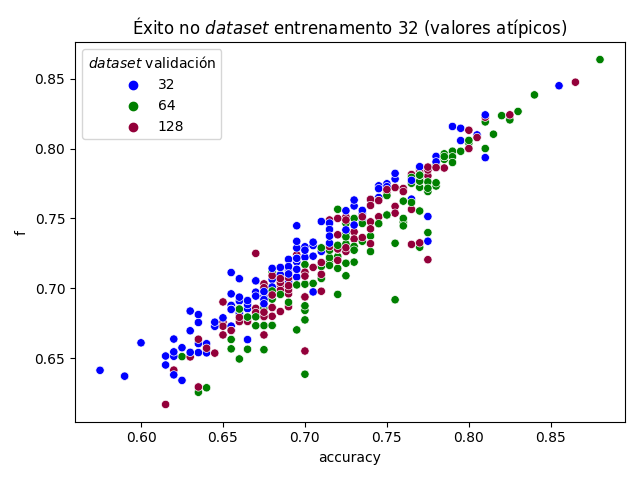 Éxito no dataset entrenamento 32 (valores atípicos)
dataset validación
32
64
128
f
0.85
0.80
0.75
0.70
0.65
0.60 0.65 0.70 0.75 0.80 0.85
accuracy